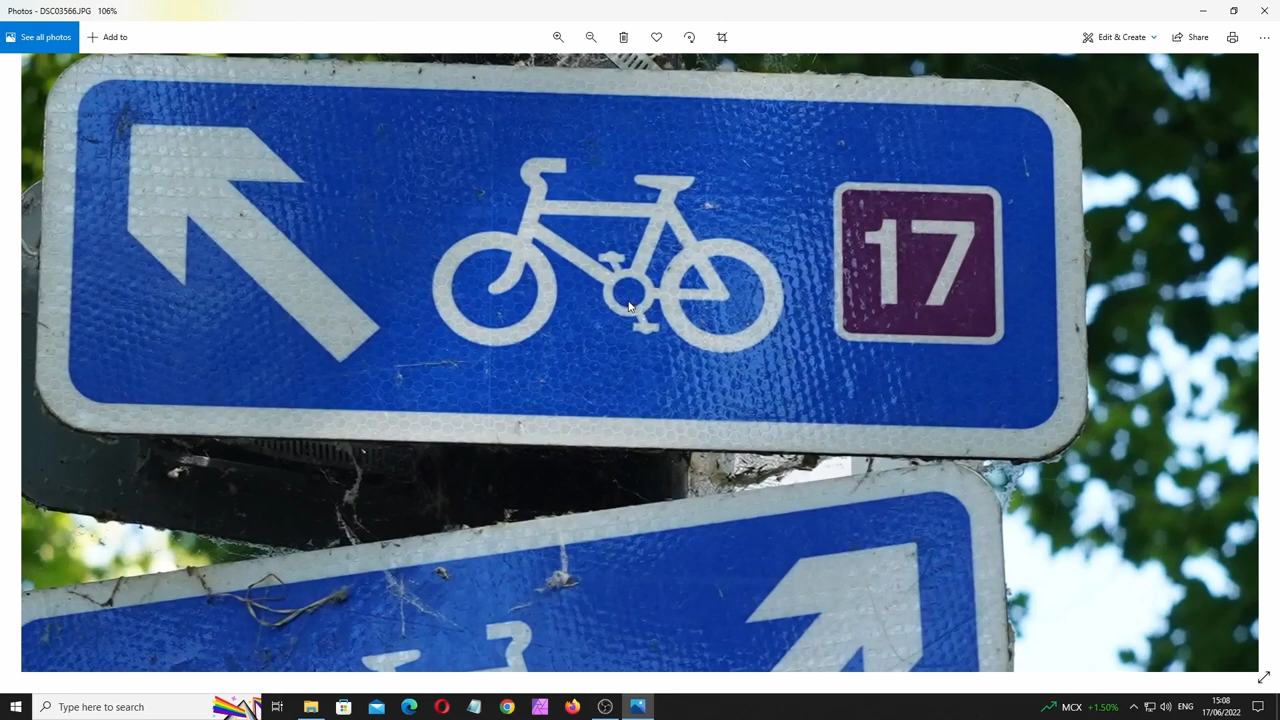 Photos - DSC03566.JPG 106%
See all photos
Add to
Edit & Create
Share
17
Type here to search
MCX +1.50%
ENG
15:08
17/06/2022